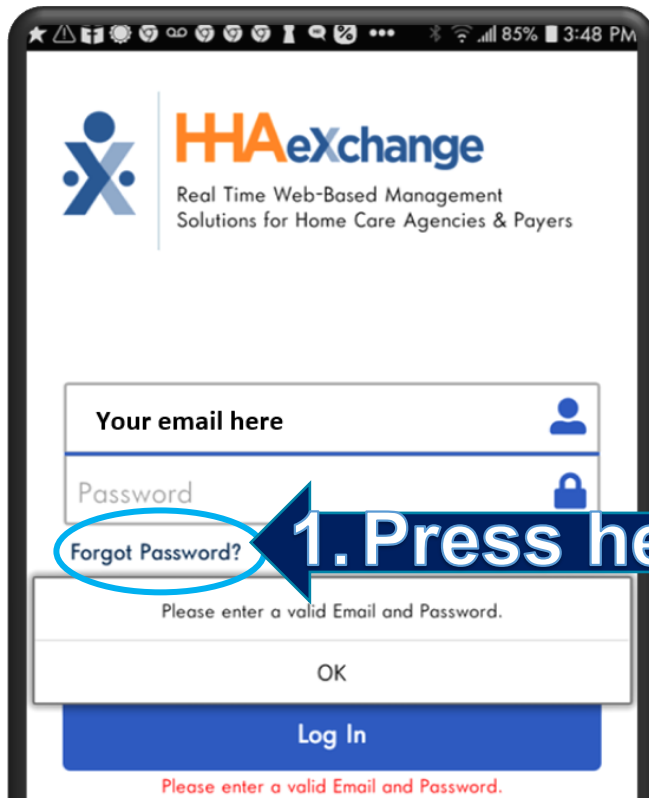 85% 3:48 PM
HHAeXchange
Real Time Web-Based Management
Solutions for Home Care Agencies & Payers
Your email here
Password
Forgot Password?
1. Press he
Please enter a valid Email and Password.
OK
Log In
Please enter a valid Email and Password.